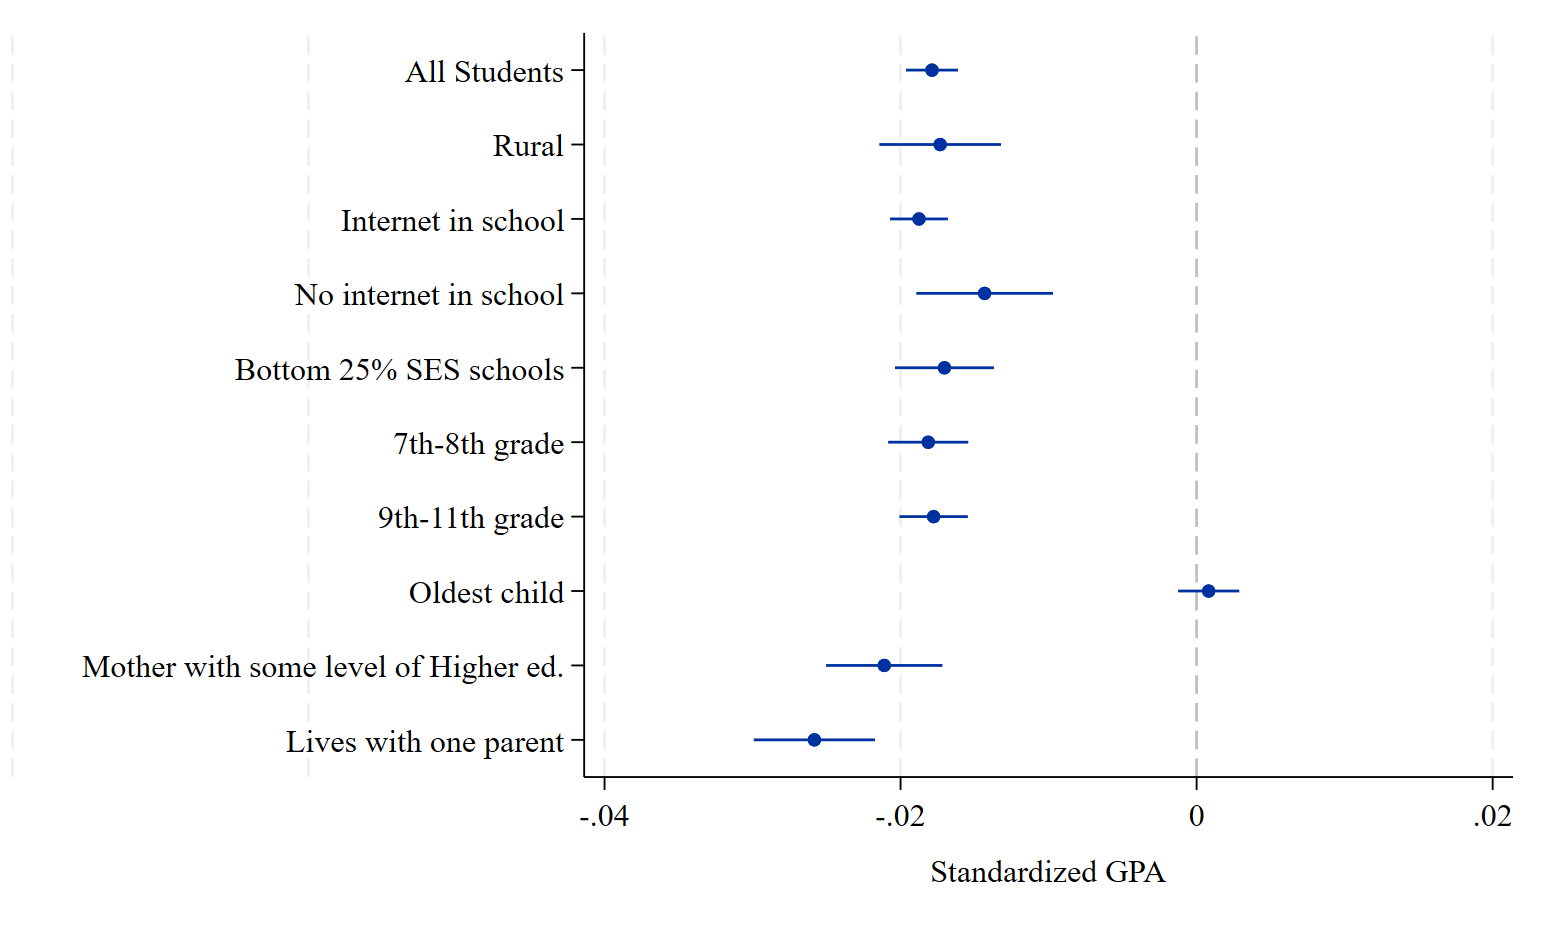 All Students
Rural
Internet in school
No internet in school
Bottom 25% SES schools
7th-8th grade
9th-11th grade
Oldest child
Mother with some level of Higher ed.
Lives with one parent
-.04 -.02 0 .02
Standardized GPA